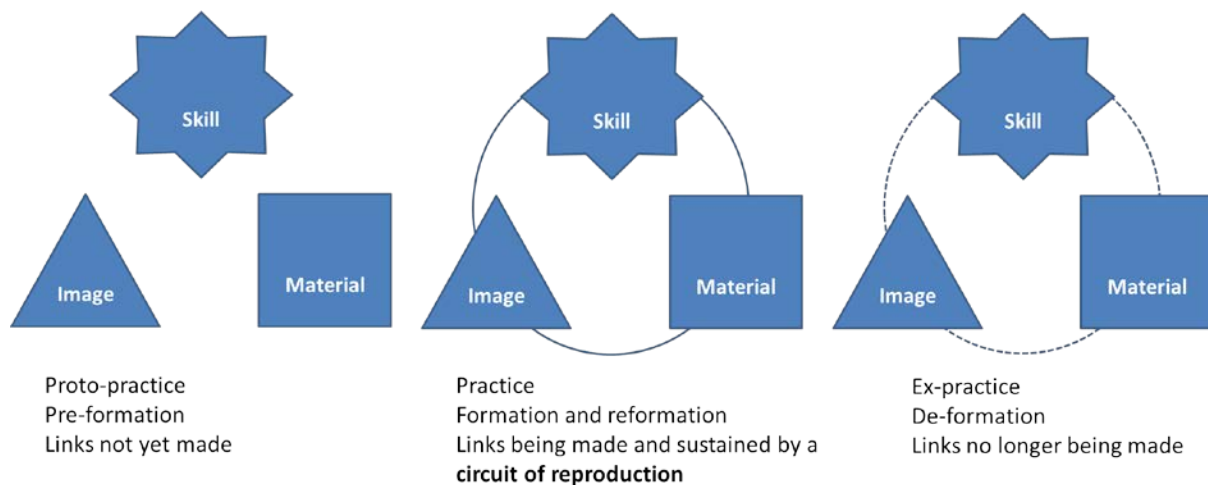 Skill
Image
Material
Proto-practice
Pre-formation
Links not yet made
Skill
Image
Material
Practice
Formation and reformation
Links being made and sustained by a
circuit of reproduction
Skill
Image
Material
Ex-practice
De-formation
Links no longer being made